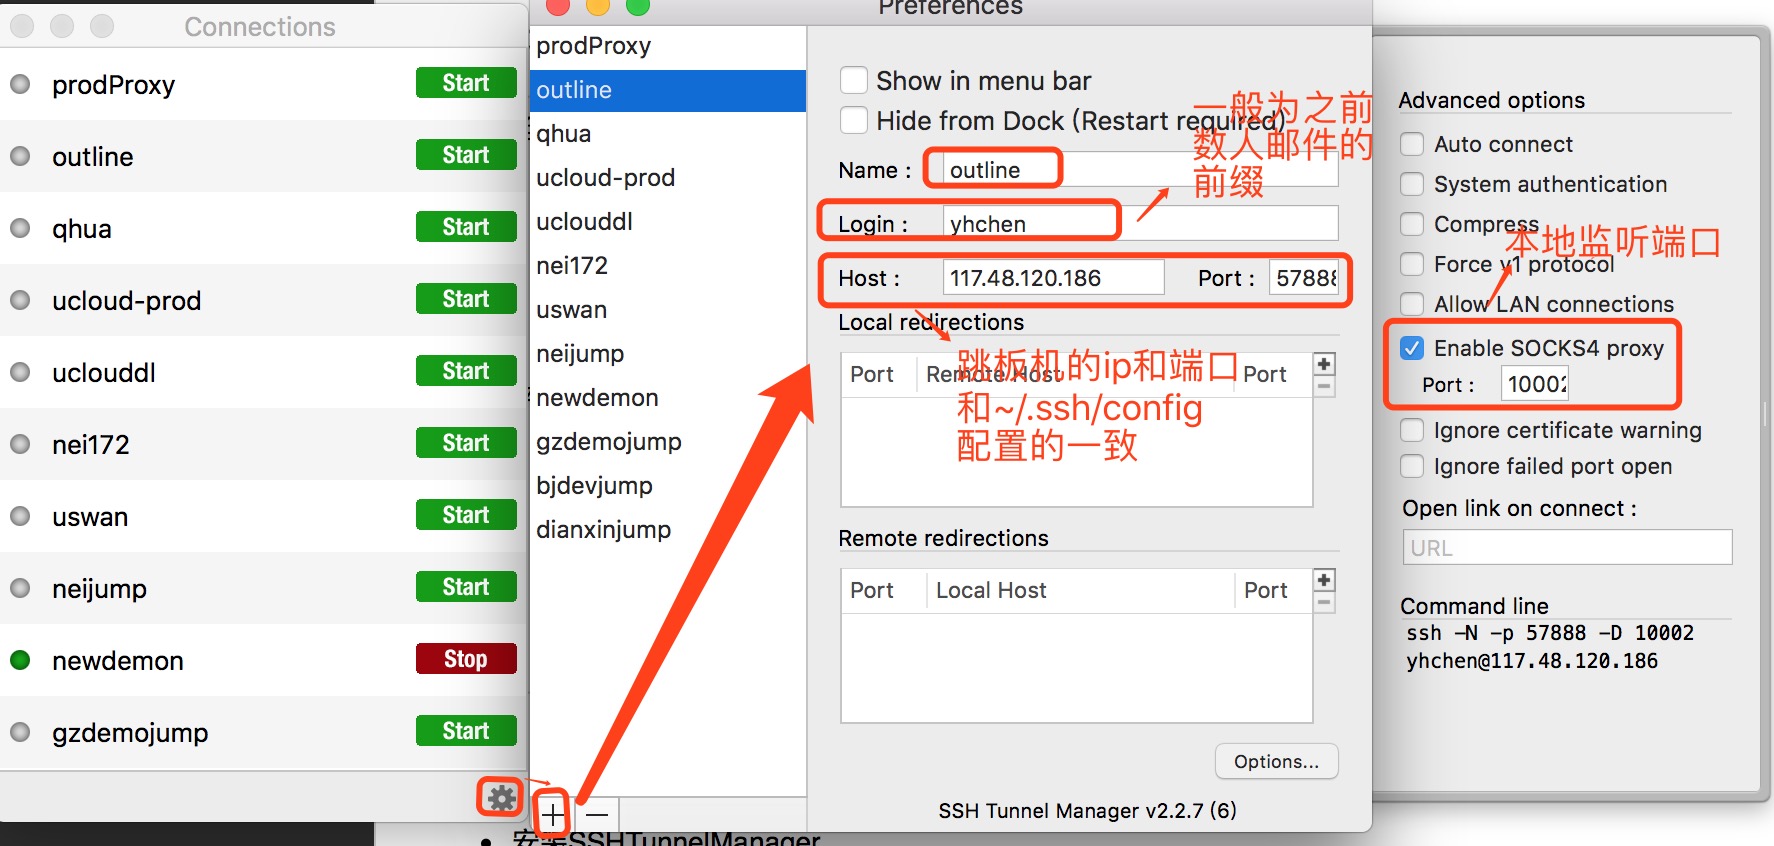 Connections
prodProxy Start
outline Start
qhua Start
ucloud-prod Start
uclouddl Start
nei172 Start
uswan Start
neijump Start
newdemon Stop
gzdemojump Start
Preferences
prodProxy
outline
qhua
ucloud-prod
uclouddl
nei172
uswan
neijump
newdemon
gzdemojump
bjdevjump
dianxinjump
Show in menu bar
Hide from Dock (Restart required)
一般为之前
数人邮件的
前缀
Name : outline
Login : yhchen
Host : 117.48.120.186 Port : 57888
Local redirections
Port Remote Host Port
跳板机的ip和端口
和~/.ssh/config
配置的一致
Remote redirections
Port Local Host Port
Options...
SSH Tunnel Manager v2.2.7 (6)
Advanced options
Auto connect
System authentication
Compress
本地监听端口
Force v1 protocol
Allow LAN connections
Enable SOCKS4 proxy
Port : 10002
Ignore certificate warning
Ignore failed port open
Open link on connect :
URL
Command line
ssh -N -p 57888 -D 10002
yhchen@117.48.120.186
安装SSHTunnelManager